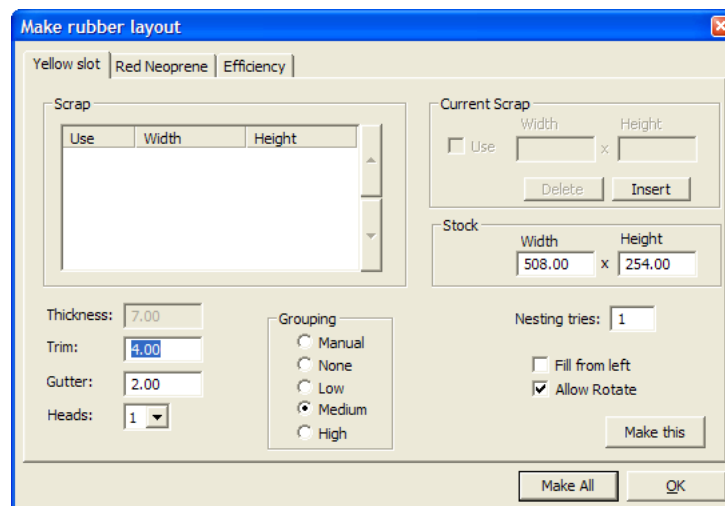 Make rubber layout
Yellow slot Red Neoprene Efficiency
Scrap
Use Width Height
Current Scrap
Width Height
Use x
Delete Insert
Stock
Width Height
508.00 x 254.00
Thickness: 7.00
Trim: 4.00
Gutter: 2.00
Heads: 1
Grouping
Manual
None
Low
Medium
High
Nesting tries: 1
Fill from left
Allow Rotate
Make this
Make All OK